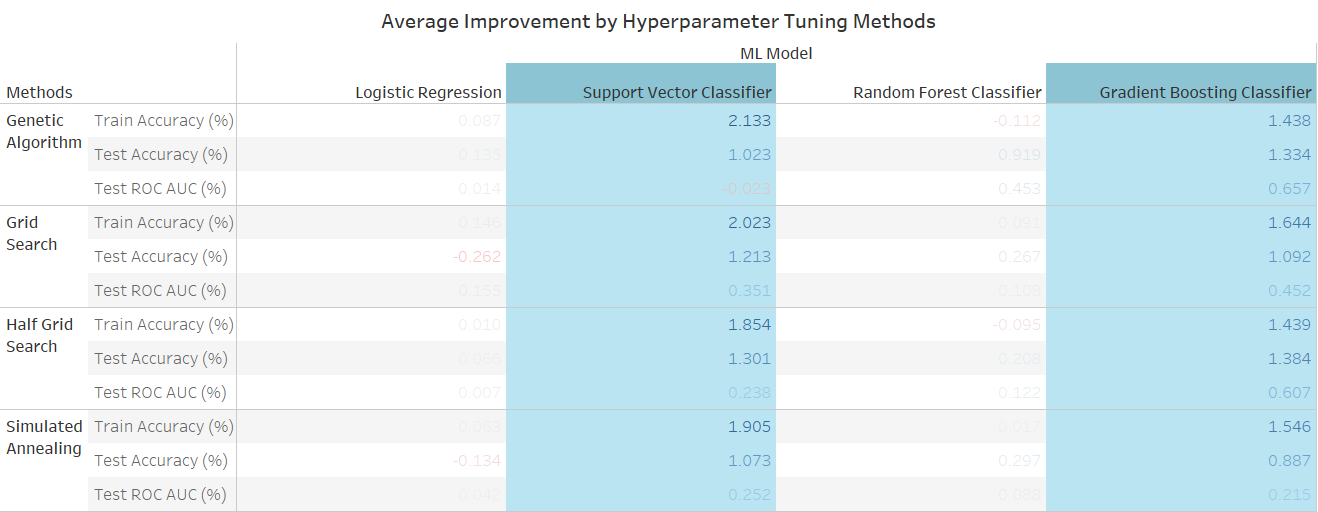 Average Improvement by Hyperparameter Tuning Methods
ML Model
Methods Logistic Regression Support Vector Classifier Random Forest Classifier Gradient Boosting Classifier
Genetic Algorithm Train Accuracy (%) 0.087 2.133 -0.112 1.438
Test Accuracy (%) 0.135 1.023 0.919 1.334
Test ROC AUC (%) 0.014 -0.023 0.453 0.657
Grid Search Train Accuracy (%) 0.146 2.023 0.091 1.644
Test Accuracy (%) -0.262 1.213 0.267 1.092
Test ROC AUC (%) 0.155 0.351 0.108 0.452
Half Grid Search Train Accuracy (%) 0.010 1.854 -0.095 1.439
Test Accuracy (%) 0.066 1.301 0.208 1.384
Test ROC AUC (%) 0.007 0.238 0.122 0.607
Simulated Annealing Train Accuracy (%) 0.063 1.905 0.017 1.546
Test Accuracy (%) -0.134 1.073 0.297 0.887
Test ROC AUC (%) 0.042 0.252 0.088 0.215